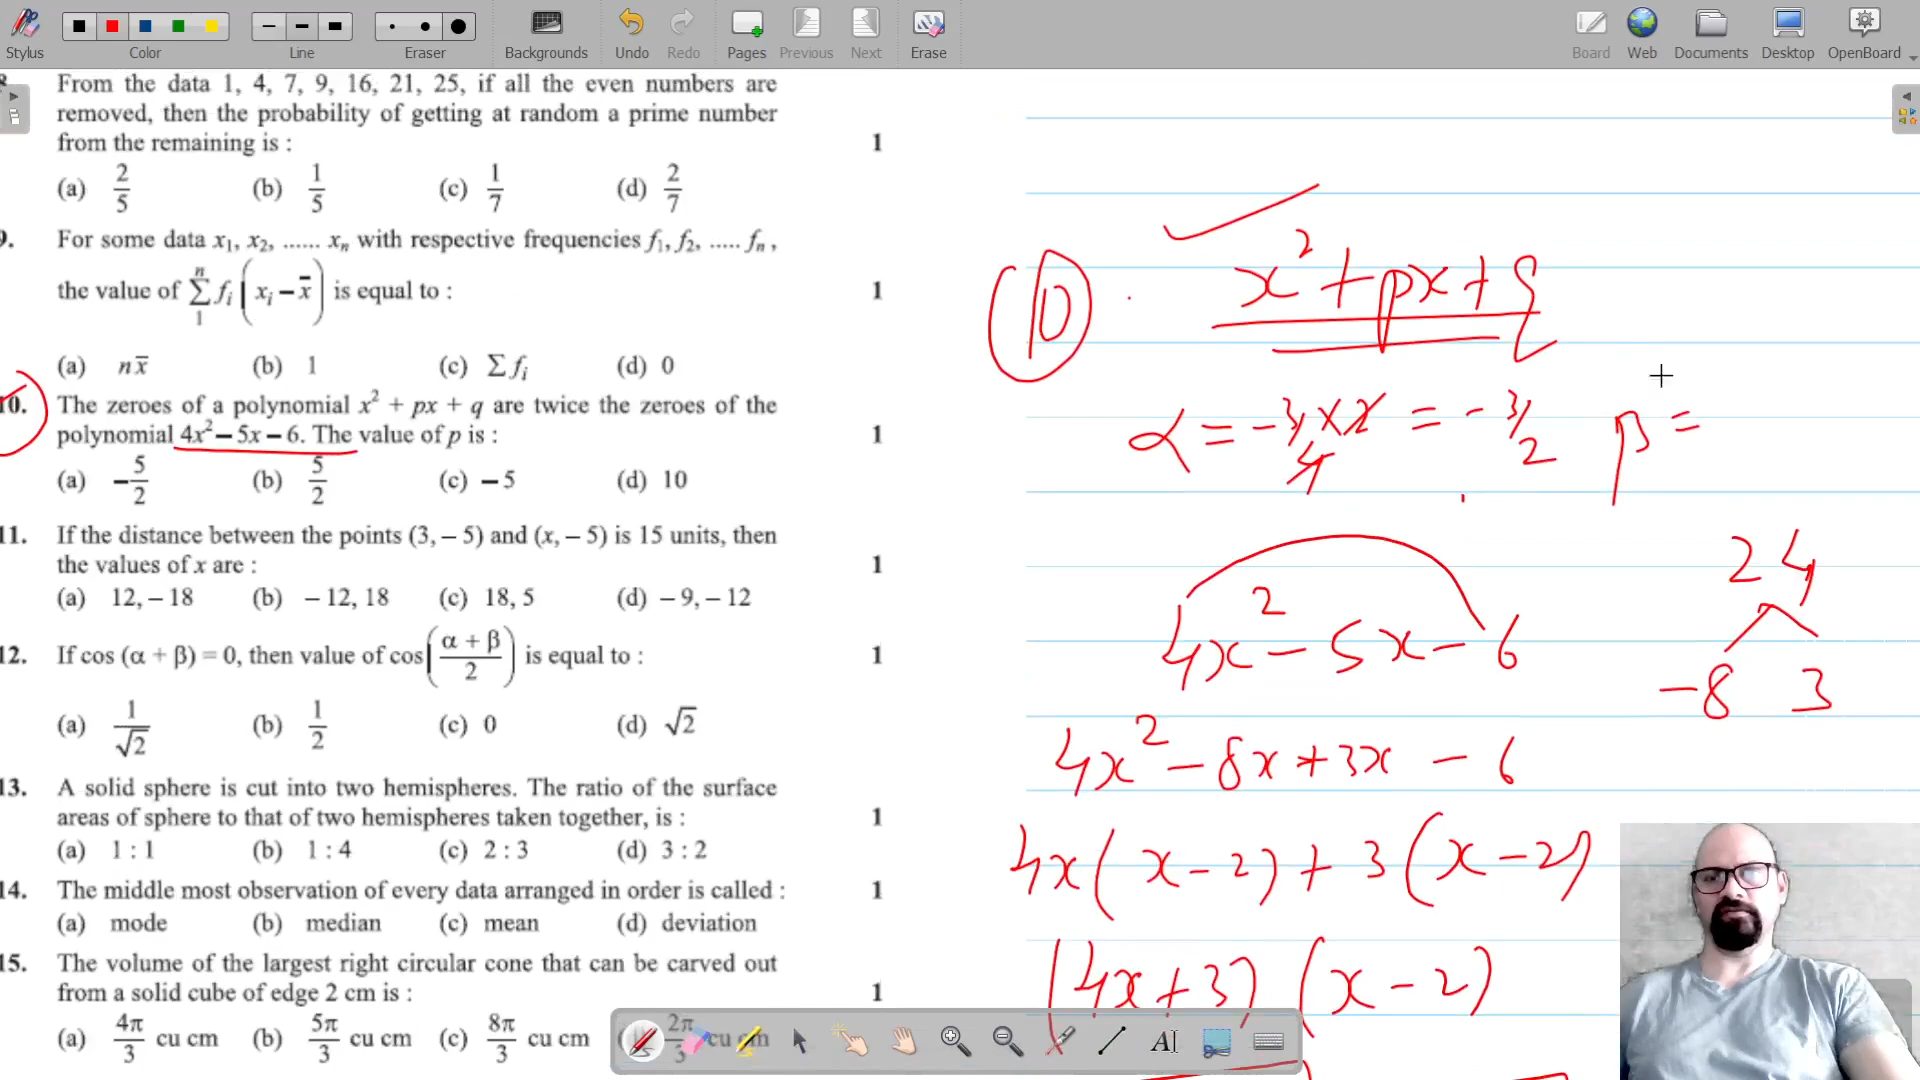 Stylus Color Line Eraser Backgrounds Undo Redo Pages Previous Next Erase Board Web Documents Desktop OpenBoard
From the data 1, 4, 7, 9, 16, 21, 25, if all the even numbers are
removed, then the probability of getting at random a prime number
from the remaining is : 1
(a) 2/5 (b) 1/5 (c) 1/7 (d) 2/7
9. For some data x₁, x₂, ...... xₙ with respective frequencies f₁, f₂, ..... fₙ,
the value of Σ₁ⁿ fᵢ (xᵢ − x̄) is equal to : 1
(a) nx̄ (b) 1 (c) Σfᵢ (d) 0
10. The zeroes of a polynomial x² + px + q are twice the zeroes of the
polynomial 4x² − 5x − 6. The value of p is : 1
(a) −5/2 (b) 5/2 (c) −5 (d) 10
11. If the distance between the points (3, −5) and (x, −5) is 15 units, then
the values of x are : 1
(a) 12, −18 (b) −12, 18 (c) 18, 5 (d) −9, −12
12. If cos (α + β) = 0, then value of cos((α + β)/2) is equal to : 1
(a) 1/√2 (b) 1/2 (c) 0 (d) √2
13. A solid sphere is cut into two hemispheres. The ratio of the surface
areas of sphere to that of two hemispheres taken together, is : 1
(a) 1 : 1 (b) 1 : 4 (c) 2 : 3 (d) 3 : 2
14. The middle most observation of every data arranged in order is called : 1
(a) mode (b) median (c) mean (d) deviation
15. The volume of the largest right circular cone that can be carved out
from a solid cube of edge 2 cm is : 1
(a) 4π/3 cu cm (b) 5π/3 cu cm (c) 8π/3 cu cm 2π/3 cu cm
10 x² + px + q
α = −3/4 × 2 = −3/2 β =
24
4x² − 5x − 6
−8 3
4x² − 8x + 3x − 6
4x(x − 2) + 3(x − 2)
(4x + 3) (x − 2)